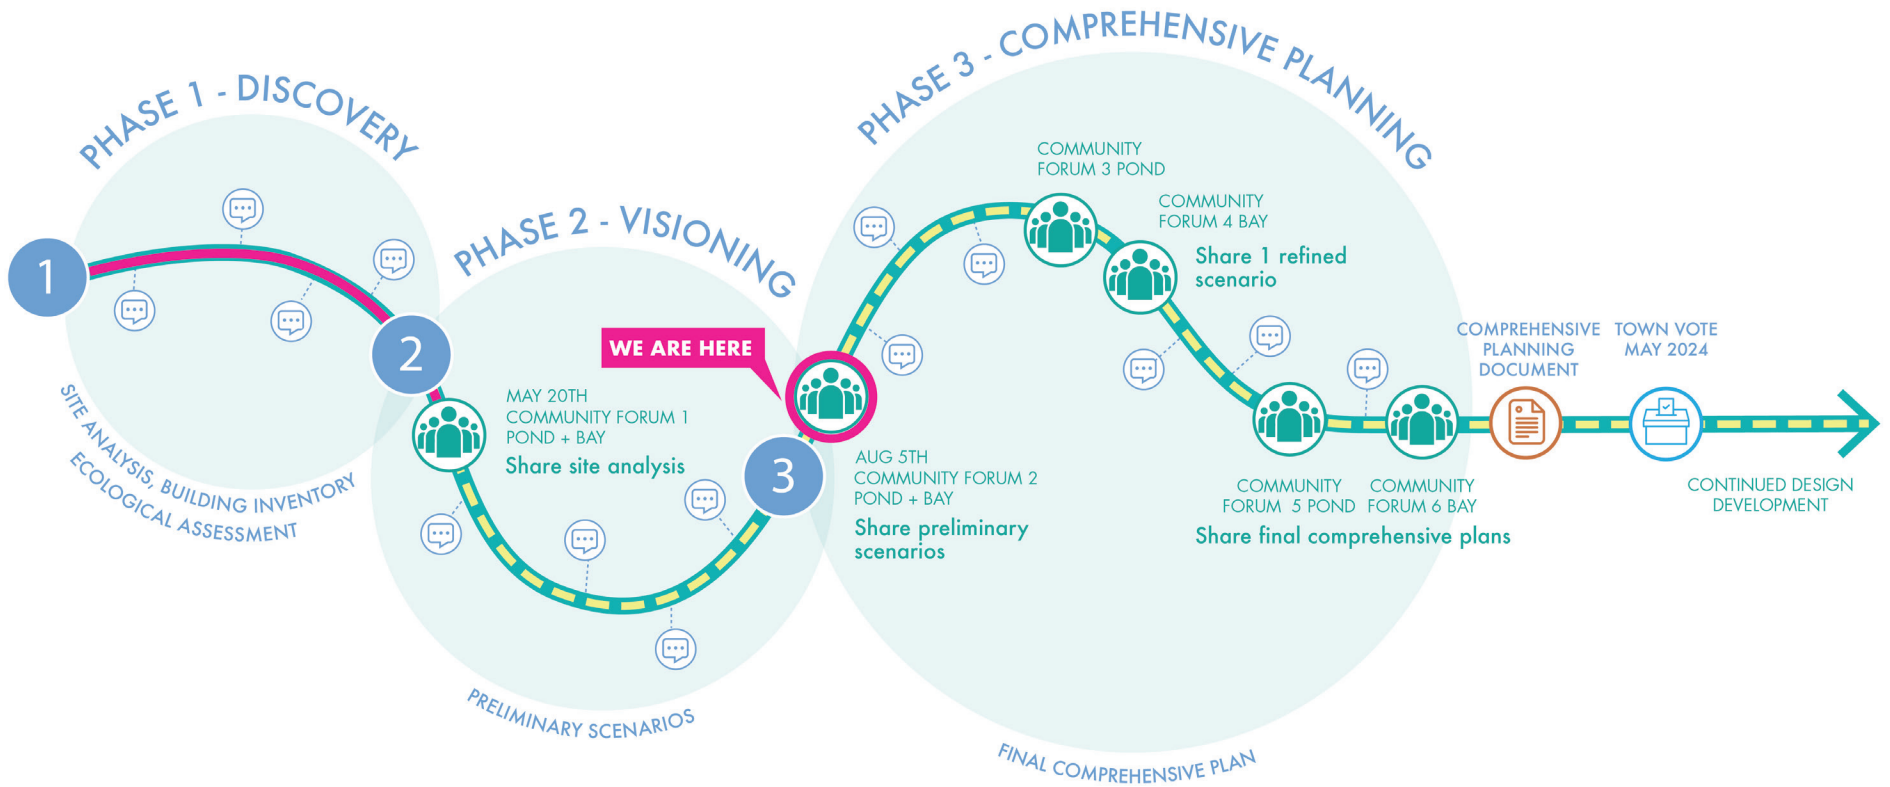 PHASE 1 - DISCOVERY
1
2
SITE ANALYSIS, BUILDING INVENTORY
ECOLOGICAL ASSESSMENT
PHASE 2 - VISIONING
WE ARE HERE
MAY 20TH
COMMUNITY FORUM 1
POND + BAY
Share site analysis
3
PRELIMINARY SCENARIOS
PHASE 3 - COMPREHENSIVE PLANNING
AUG 5TH
COMMUNITY FORUM 2
POND + BAY
Share preliminary
scenarios
COMMUNITY
FORUM 3 POND
COMMUNITY
FORUM 4 BAY
Share 1 refined
scenario
COMMUNITY
FORUM 5 POND
COMMUNITY
FORUM 6 BAY
Share final comprehensive plans
FINAL COMPREHENSIVE PLAN
COMPREHENSIVE
PLANNING
DOCUMENT
TOWN VOTE
MAY 2024
CONTINUED DESIGN
DEVELOPMENT